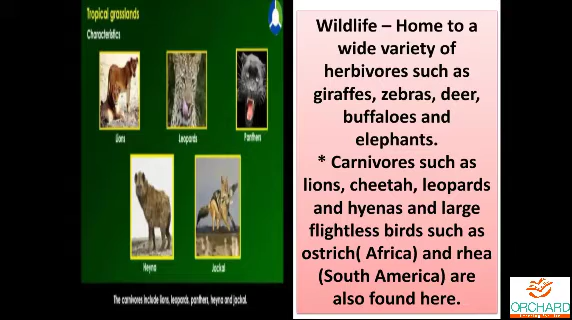 Tropical grasslands
Characteristics
Lions
Leopards
Panthers
Heyna
Jackal
The carnivores include lions, leopards, panthers, heyna and jackal.
Wildlife – Home to a
wide variety of
herbivores such as
giraffes, zebras, deer,
buffaloes and
elephants.
* Carnivores such as
lions, cheetah, leopards
and hyenas and large
flightless birds such as
ostrich( Africa) and rhea
(South America) are
also found here.
ORCHARD